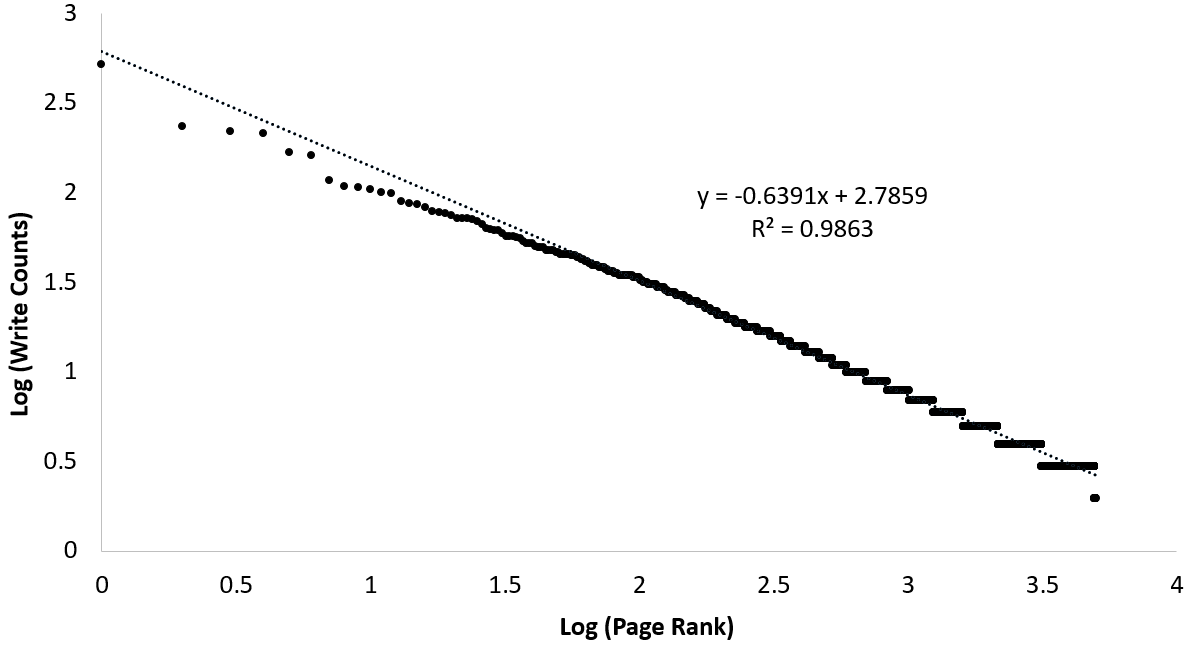 3
2.5
2
1.5
1
0.5
0
Log (Write Counts)
y = -0.6391x + 2.7859
R² = 0.9863
0 0.5 1 1.5 2 2.5 3 3.5 4
Log (Page Rank)